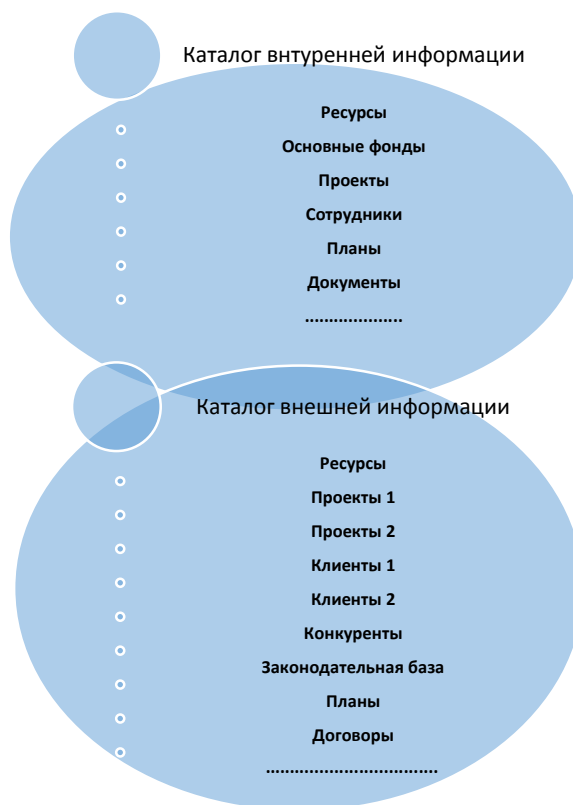 Каталог внтуренней информации
Ресурсы
Основные фонды
Проекты
Сотрудники
Планы
Документы
....................
Каталог внешней информации
Ресурсы
Проекты 1
Проекты 2
Клиенты 1
Клиенты 2
Конкуренты
Законодательная база
Планы
Договоры
...................................